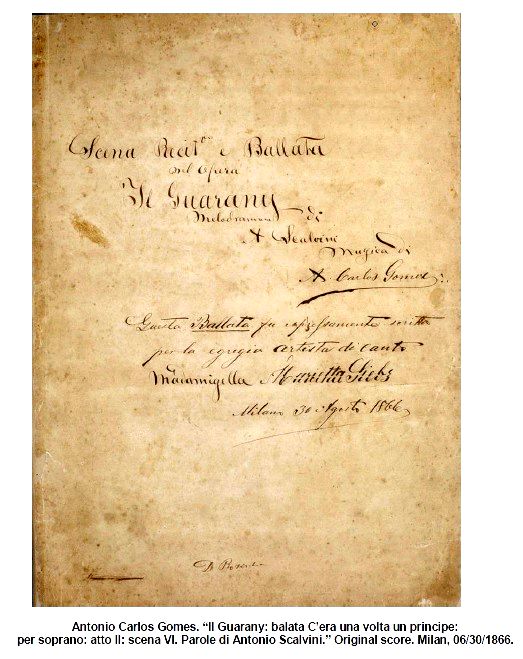 Scena Recit.vo e Ballata
nel Opera
Il Guarany
Melodramma di
A Scalvini
Musica di
A Carlos Gomes
Questa Ballata fu espressamente scritta
per la egregia artista di canto
Madamigella Marietta Siebs
Milano 30 Agosto 1866
Antonio Carlos Gomes. “Il Guarany: balata C’era una volta un principe:
per soprano: atto II: scena VI. Parole di Antonio Scalvini.” Original score. Milan, 06/30/1866.